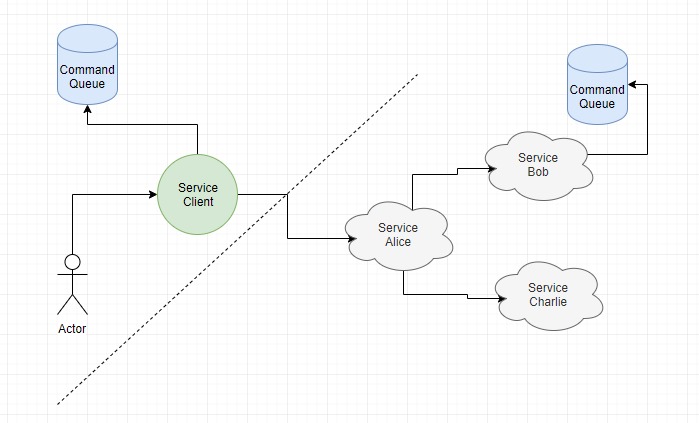 Command
Queue
Command
Queue
Service
Bob
Service
Client
Service
Alice
Service
Charlie
Actor